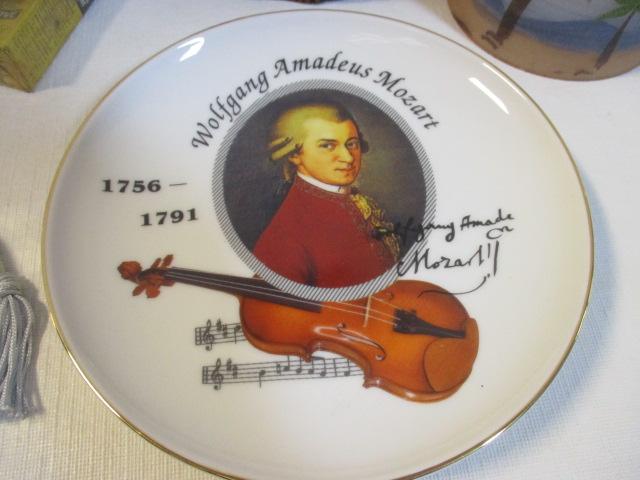 Wolfgang Amadeus Mozart
1756 –
1791
Wolfgang Amade
Mozart